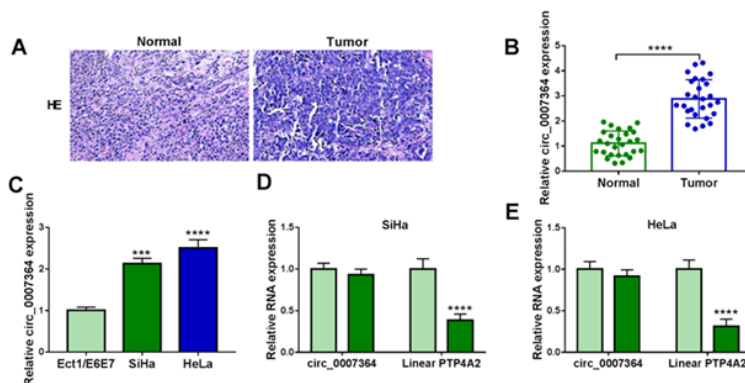 A
Normal
Tumor
HE
B
Relative circ_0007364 expression
5
4
3
2
1
0
****
Normal
Tumor
C
Relative circ_0007364 expression
3
2
1
0
***
****
Ect1/E6E7
SiHa
HeLa
D
SiHa
Relative RNA expression
1.5
1.0
0.5
0.0
****
circ_0007364
Linear PTP4A2
E
HeLa
Relative RNA expression
1.5
1.0
0.5
0.0
****
circ_0007364
Linear PTP4A2